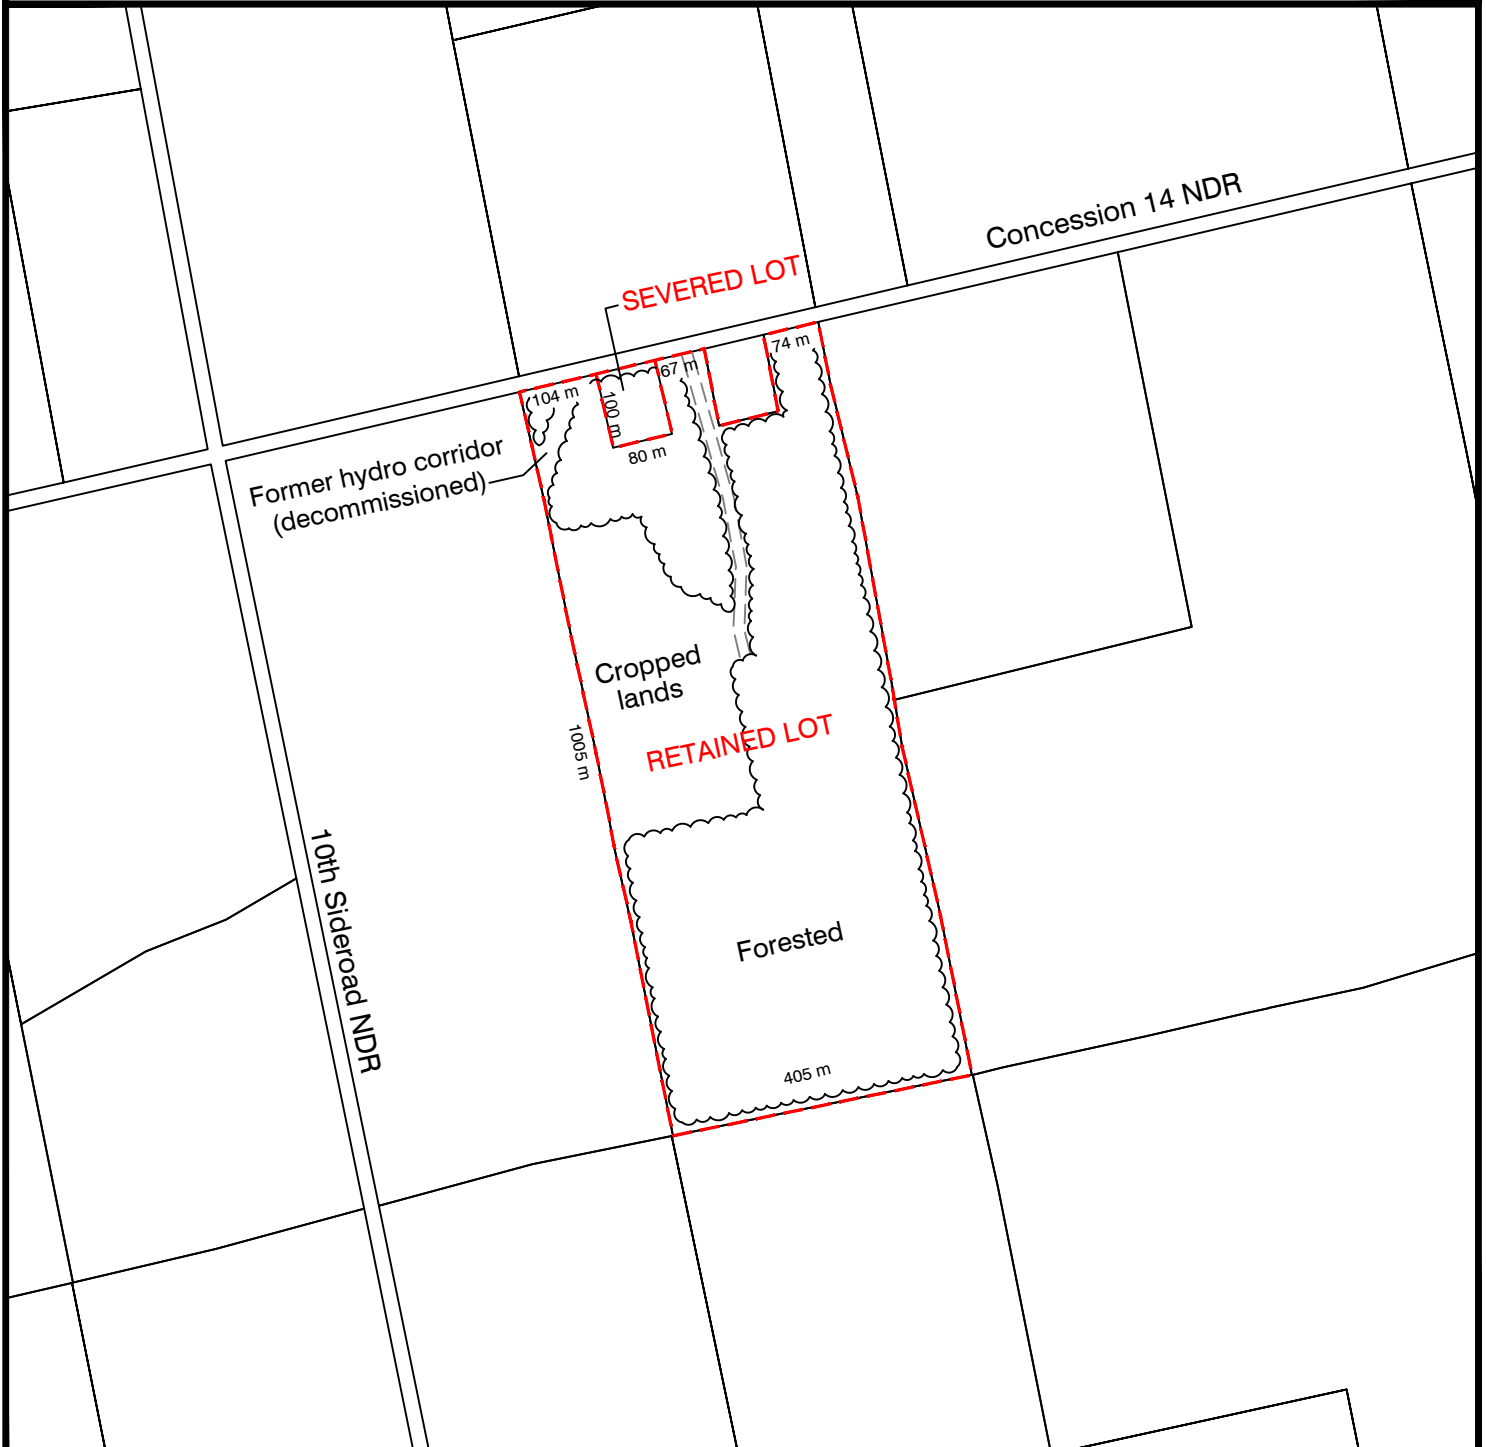 Concession 14 NDR
SEVERED LOT
74 m
67 m
104 m
100 m
80 m
Former hydro corridor
(decommissioned)
Cropped
lands
RETAINED LOT
1005 m
10th Sideroad NDR
Forested
405 m